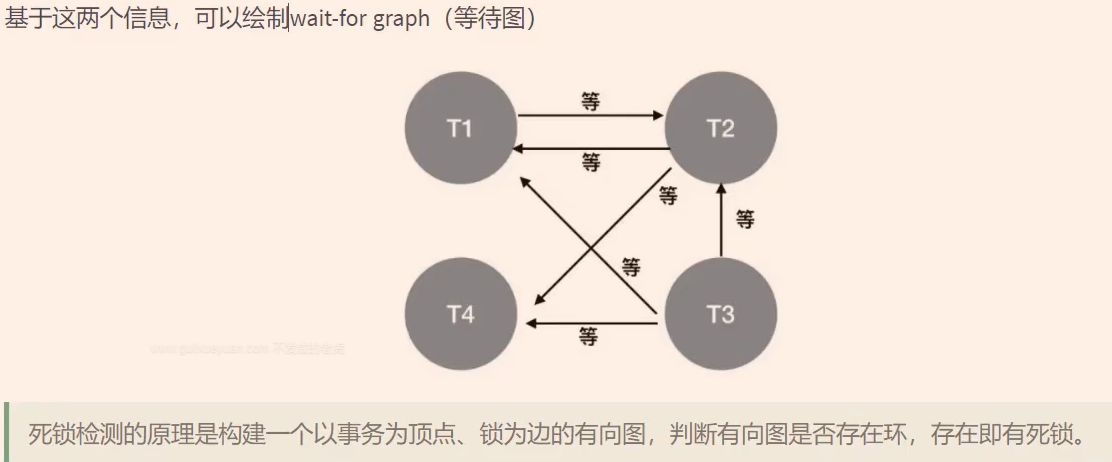 基于这两个信息，可以绘制wait-for graph（等待图）
等
T1
T2
等
等
等
等
T4
T3
等
死锁检测的原理是构建一个以事务为顶点、锁为边的有向图，判断有向图是否存在环，存在即有死锁。